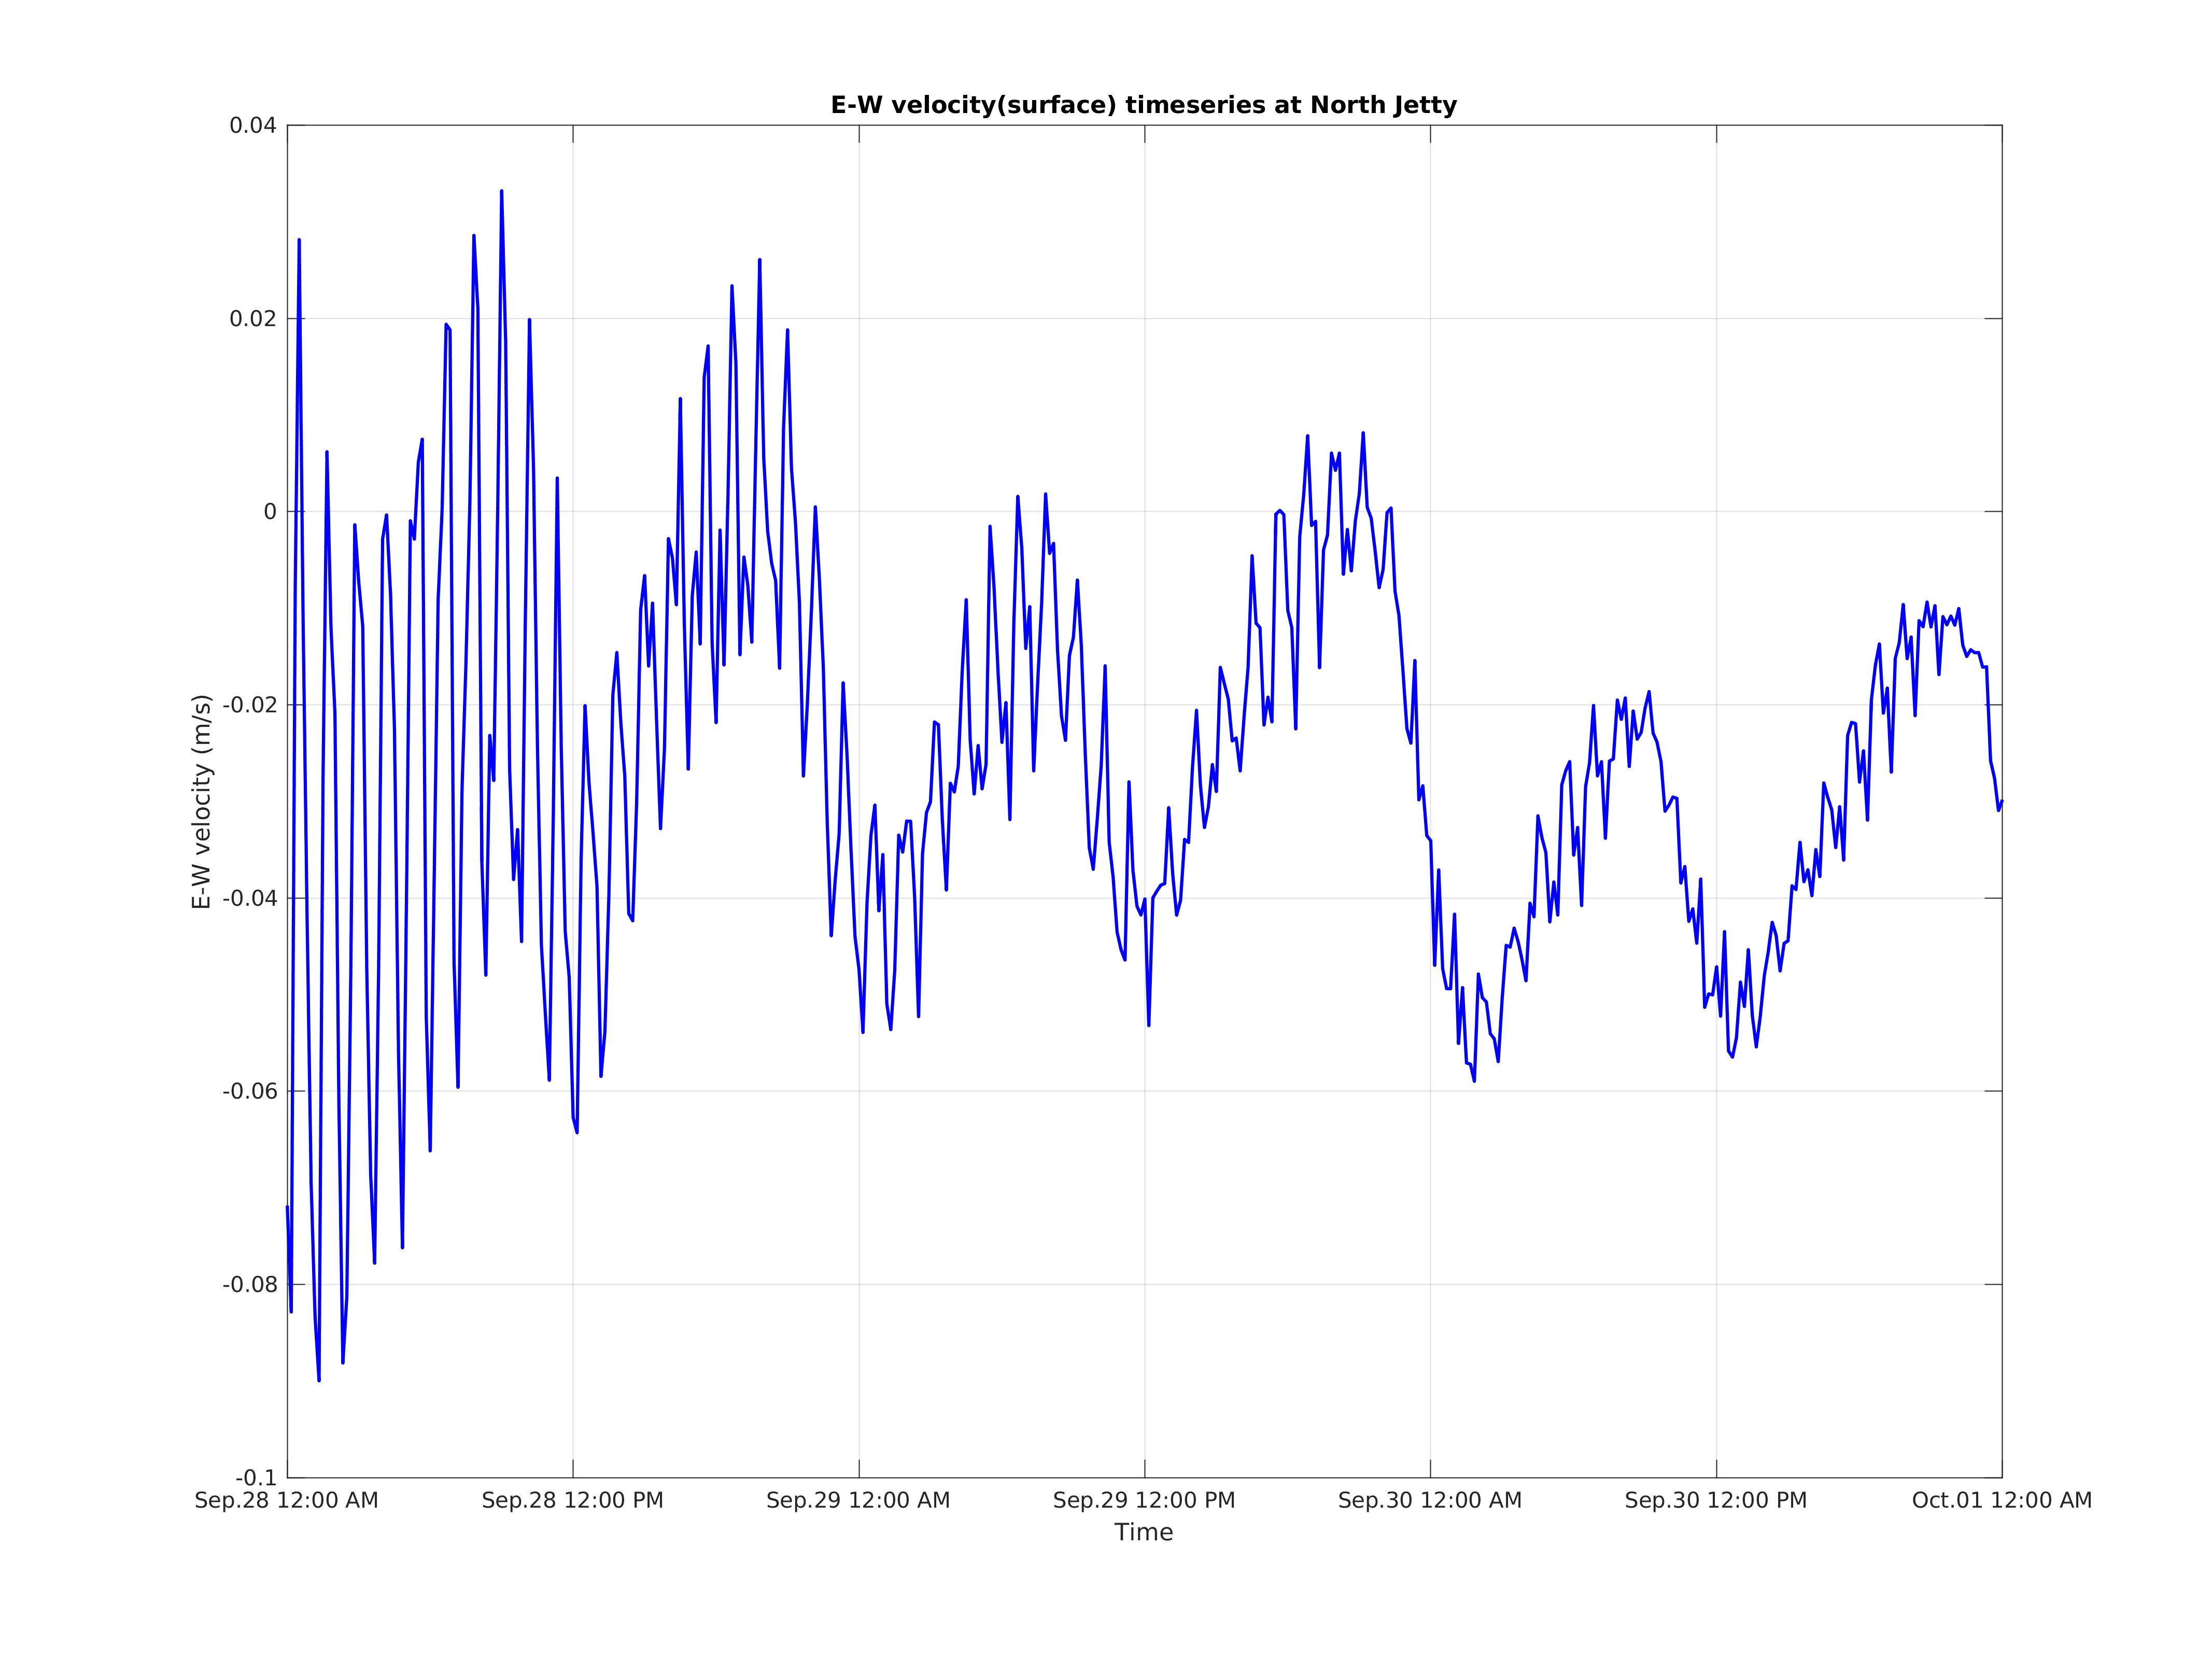 E-W velocity(surface) timeseries at North Jetty
0.04
0.02
0
-0.02
-0.04
-0.06
-0.08
-0.1
E-W velocity (m/s)
Sep.28 12:00 AM
Sep.28 12:00 PM
Sep.29 12:00 AM
Sep.29 12:00 PM
Sep.30 12:00 AM
Sep.30 12:00 PM
Oct.01 12:00 AM
Time